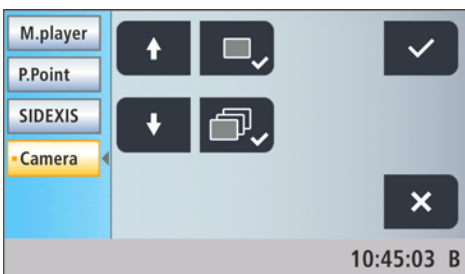 M.player
P.Point
SIDEXIS
Camera
10:45:03 B